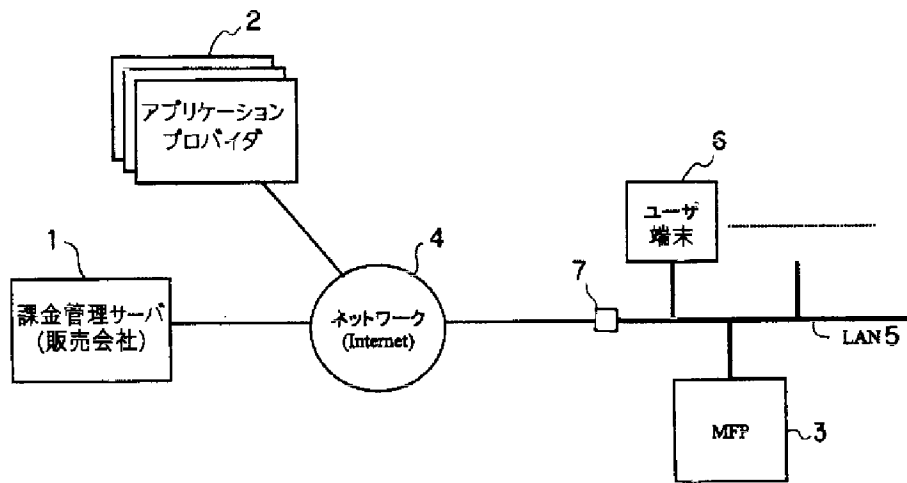 2
アプリケーション
プロバイダ
6
ユーザ
端末
1
4
7
課金管理サーバ
(販売会社)
ネットワーク
(Internet)
LAN 5
MFP
3